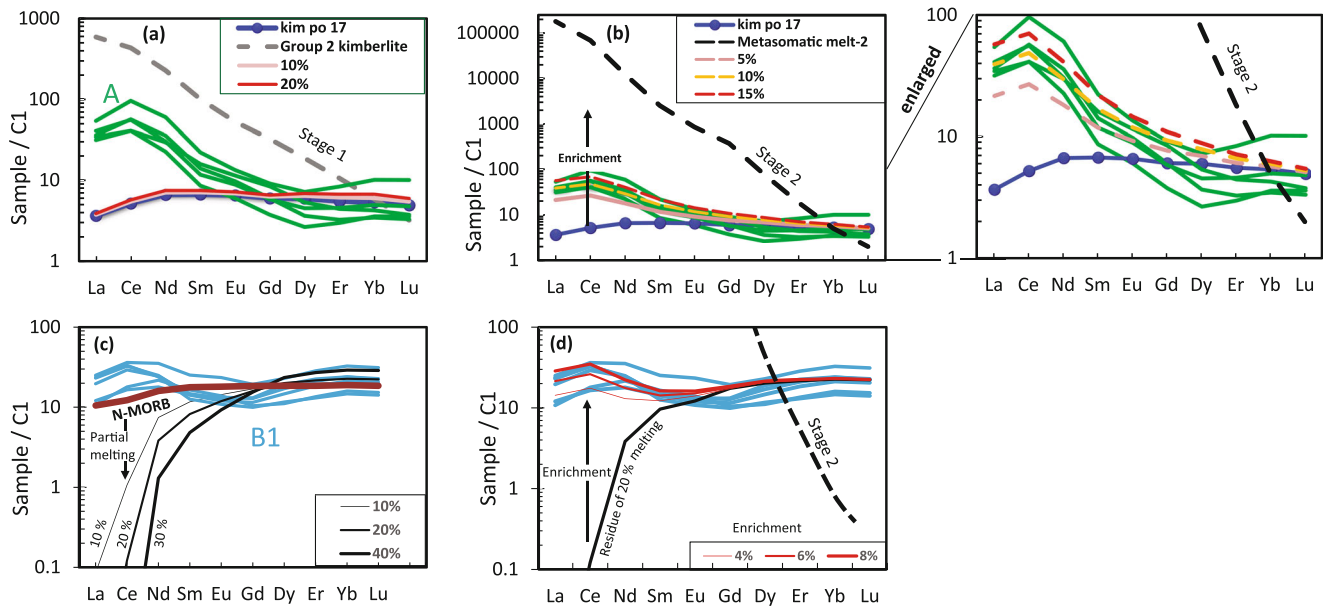 (a)
kim po 17
Group 2 kimberlite
10%
20%
A
Stage 1
Sample / C1
1000
100
10
1
La Ce Nd Sm Eu Gd Dy Er Yb Lu
(b)
kim po 17
Metasomatic melt-2
5%
10%
15%
Enrichment
Stage 2
Sample / C1
100000
10000
1000
100
10
1
La Ce Nd Sm Eu Gd Dy Er Yb Lu
enlarged
Stage 2
100
10
1
La Ce Nd Sm Eu Gd Dy Er Yb Lu
(c)
N-MORB
Partial
melting
B1
10 %
20 %
30 %
10%
20%
40%
Sample / C1
100
10
1
0.1
La Ce Nd Sm Eu Gd Dy Er Yb Lu
(d)
Stage 2
Enrichment
Residue of 20 % melting
Enrichment
4% 6% 8%
Sample / C1
100
10
1
0.1
La Ce Nd Sm Eu Gd Dy Er Yb Lu